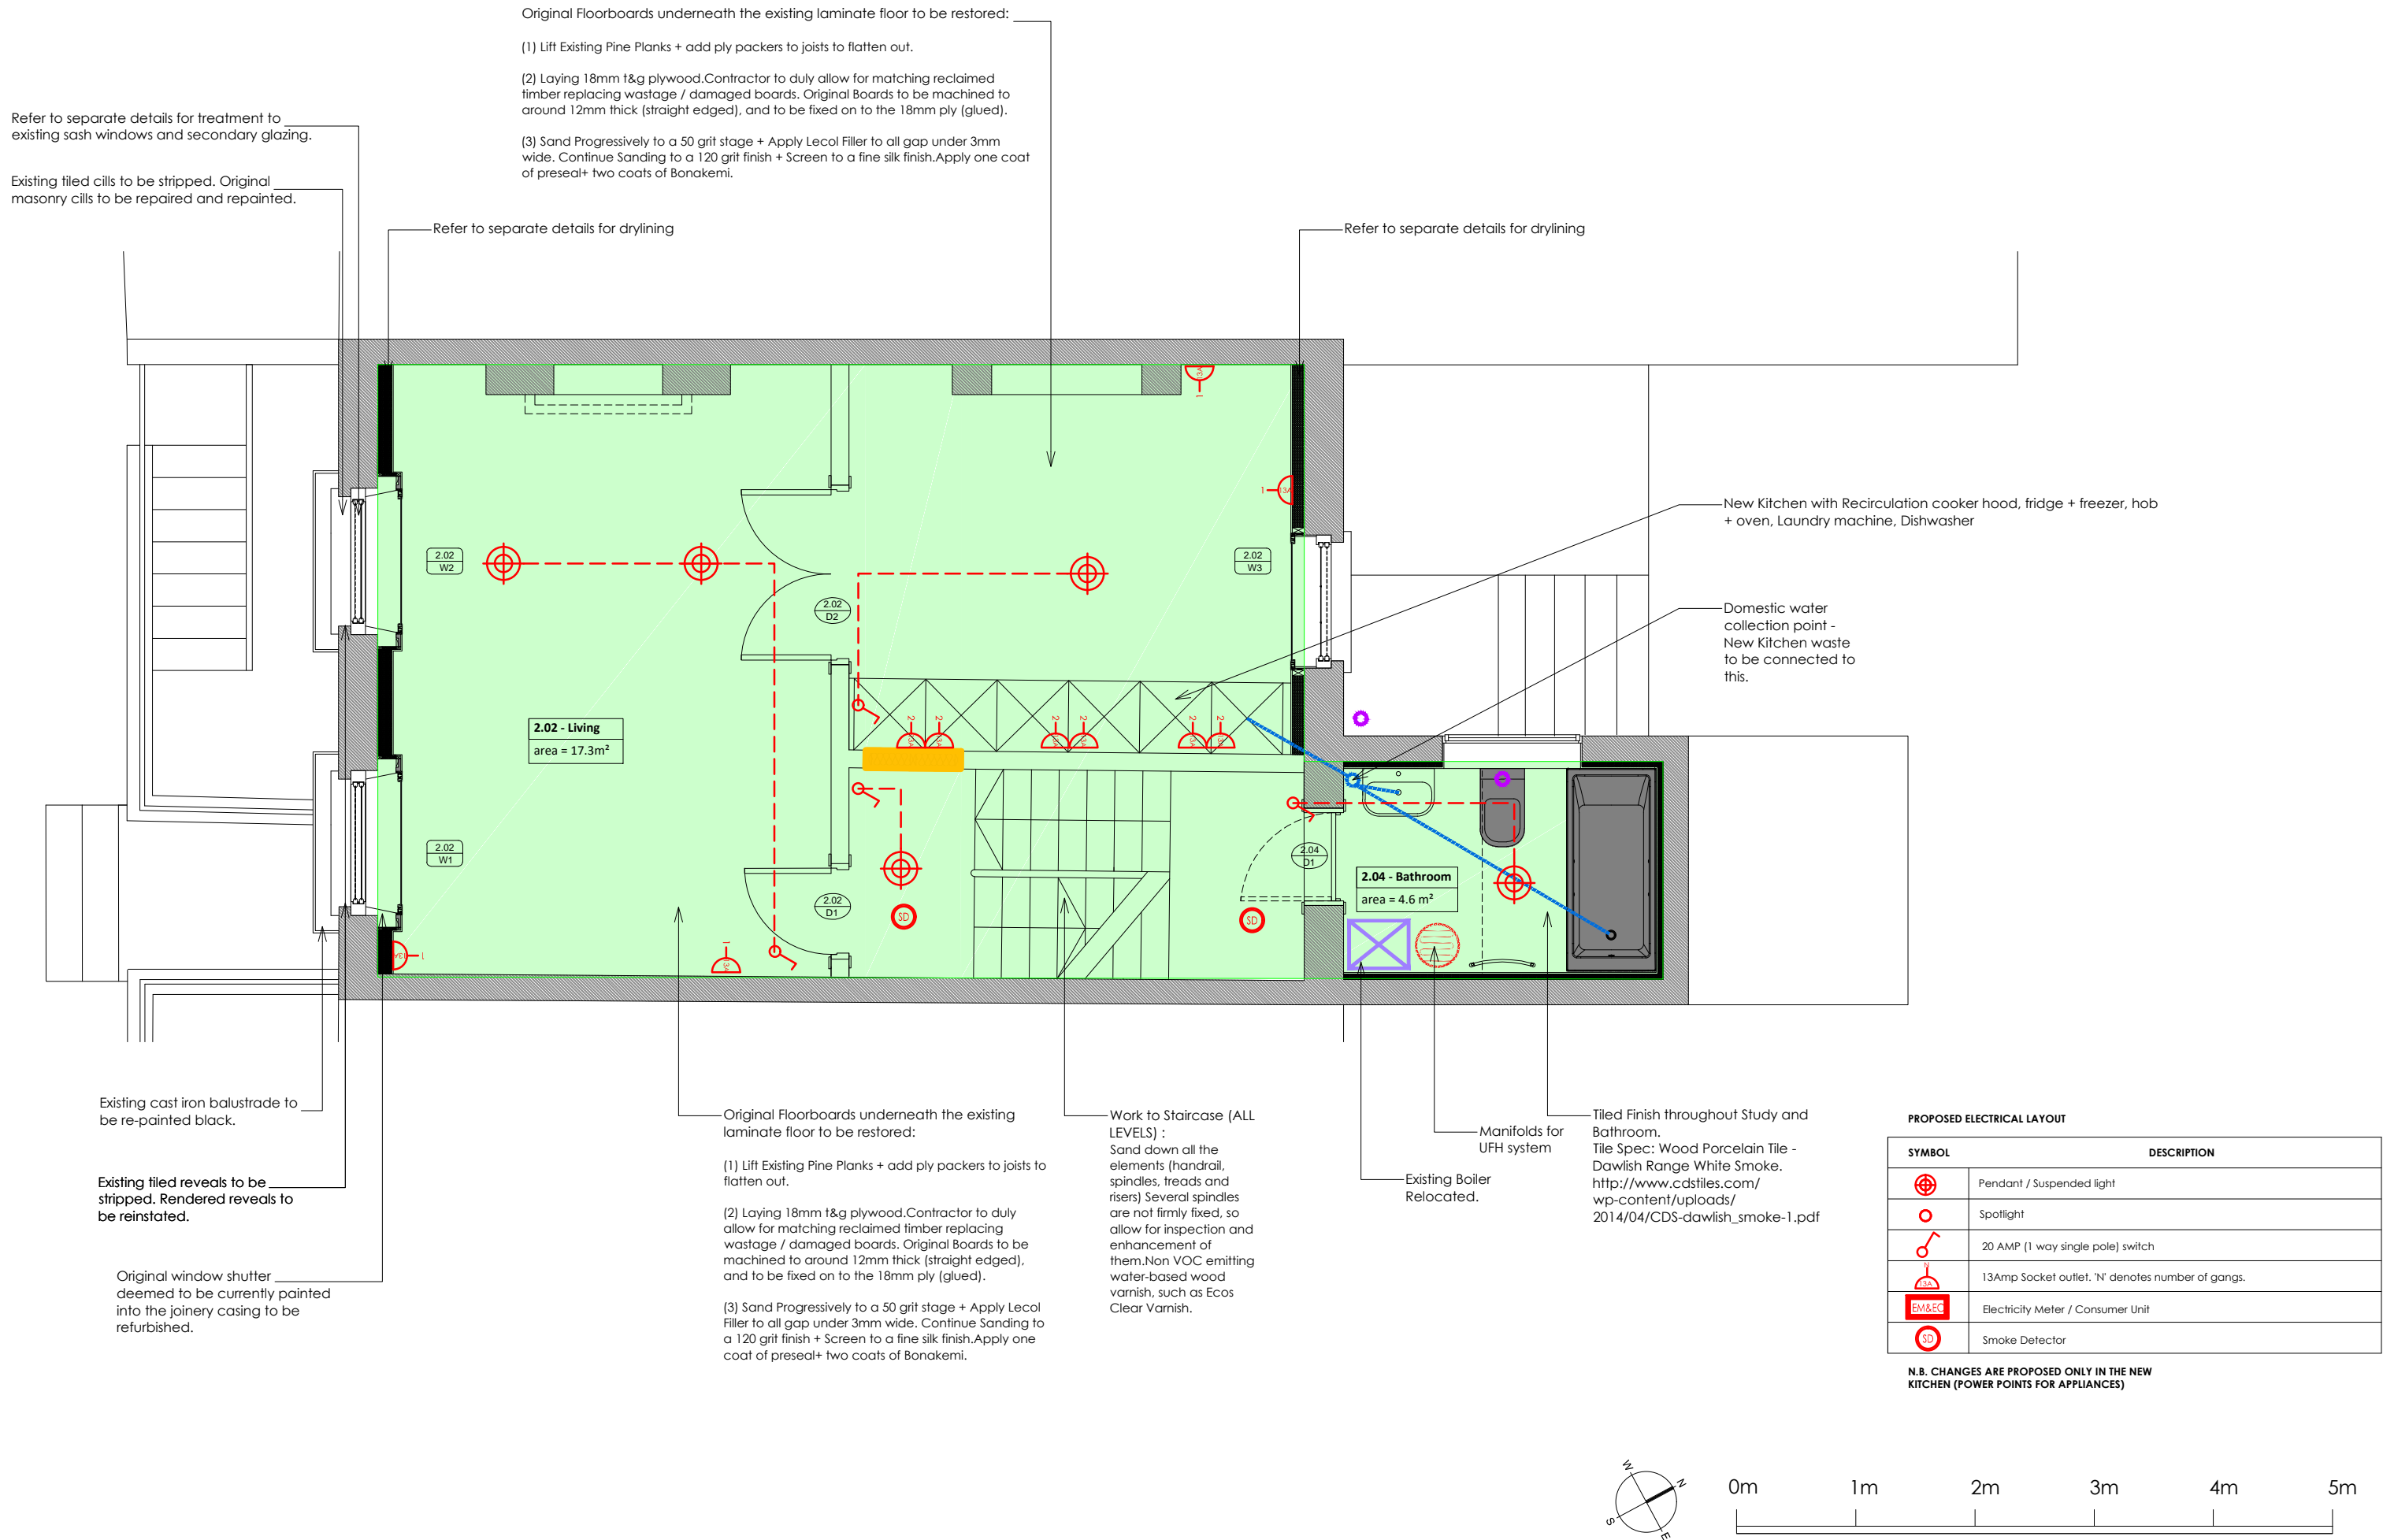 Original Floorboards underneath the existing laminate floor to be restored:
(1) Lift Existing Pine Planks + add ply packers to joists to flatten out.
(2) Laying 18mm t&g plywood.Contractor to duly allow for matching reclaimed
timber replacing wastage / damaged boards. Original Boards to be machined to
around 12mm thick (straight edged), and to be fixed on to the 18mm ply (glued).
(3) Sand Progressively to a 50 grit stage + Apply Lecol Filler to all gap under 3mm
wide. Continue Sanding to a 120 grit finish + Screen to a fine silk finish.Apply one coat
of preseal+ two coats of Bonakemi.
Refer to separate details for treatment to
existing sash windows and secondary glazing.
Existing tiled cills to be stripped. Original
masonry cills to be repaired and repainted.
Refer to separate details for drylining
Refer to separate details for drylining
13A
1
1
13A
New Kitchen with Recirculation cooker hood, fridge + freezer, hob
+ oven, Laundry machine, Dishwasher
2.02
W2
2.02
W3
2.02
D2
Domestic water
collection point -
New Kitchen waste
to be connected to
this.
2.02 - Living
area = 17.3m²
2
13A
2
13A
2
13A
2
13A
2
13A
2
13A
2.02
W1
2.04
D1
2.04 - Bathroom
area = 4.6 m²
2.02
D1
SD
SD
13A
1
1
13A
Existing cast iron balustrade to
be re-painted black.
Existing tiled reveals to be
stripped. Rendered reveals to
be reinstated.
Original window shutter
deemed to be currently painted
into the joinery casing to be
refurbished.
Original Floorboards underneath the existing
laminate floor to be restored:
(1) Lift Existing Pine Planks + add ply packers to joists to
flatten out.
(2) Laying 18mm t&g plywood.Contractor to duly
allow for matching reclaimed timber replacing
wastage / damaged boards. Original Boards to be
machined to around 12mm thick (straight edged),
and to be fixed on to the 18mm ply (glued).
(3) Sand Progressively to a 50 grit stage + Apply Lecol
Filler to all gap under 3mm wide. Continue Sanding to
a 120 grit finish + Screen to a fine silk finish.Apply one
coat of preseal+ two coats of Bonakemi.
Work to Staircase (ALL
LEVELS) :
Sand down all the
elements (handrail,
spindles, treads and
risers) Several spindles
are not firmly fixed, so
allow for inspection and
enhancement of
them.Non VOC emitting
water-based wood
varnish, such as Ecos
Clear Varnish.
Existing Boiler
Relocated.
Manifolds for
UFH system
Tiled Finish throughout Study and
Bathroom.
Tile Spec: Wood Porcelain Tile -
Dawlish Range White Smoke.
http://www.cdstiles.com/
wp-content/uploads/
2014/04/CDS-dawlish_smoke-1.pdf
PROPOSED ELECTRICAL LAYOUT
SYMBOL DESCRIPTION
Pendant / Suspended light
Spotlight
20 AMP (1 way single pole) switch
N
13A 13Amp Socket outlet. 'N' denotes number of gangs.
EM&EC Electricity Meter / Consumer Unit
SD Smoke Detector
N.B. CHANGES ARE PROPOSED ONLY IN THE NEW
KITCHEN (POWER POINTS FOR APPLIANCES)
W
N
S
E
0m 1m 2m 3m 4m 5m